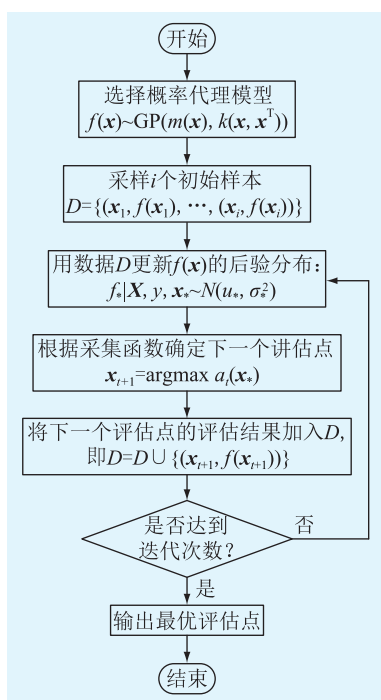 开始
选择概率代理模型
f(x)~GP(m(x), k(x, xᵀ))
采样i个初始样本
D={(x₁, f(x₁), …, (xᵢ, f(xᵢ))}
用数据D更新f(x)的后验分布：
f*|X, y, x*~N(u*, σ*²)
根据采集函数确定下一个讲估点
xₜ₊₁=argmax aₜ(x*)
将下一个评估点的评估结果加入D,
即D=D∪{(xₜ₊₁, f(xₜ₊₁))}
是否达到
迭代次数?
否
是
输出最优评估点
结束